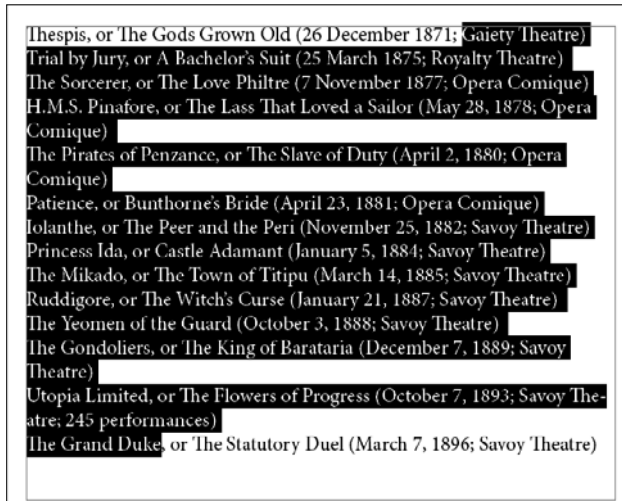 Thespis, or The Gods Grown Old (26 December 1871; Gaiety Theatre)
Trial by Jury, or A Bachelor’s Suit (25 March 1875; Royalty Theatre)
The Sorcerer, or The Love Philtre (7 November 1877; Opera Comique)
H.M.S. Pinafore, or The Lass That Loved a Sailor (May 28, 1878; Opera
Comique)
The Pirates of Penzance, or The Slave of Duty (April 2, 1880; Opera
Comique)
Patience, or Bunthorne’s Bride (April 23, 1881; Opera Comique)
Iolanthe, or The Peer and the Peri (November 25, 1882; Savoy Theatre)
Princess Ida, or Castle Adamant (January 5, 1884; Savoy Theatre)
The Mikado, or The Town of Titipu (March 14, 1885; Savoy Theatre)
Ruddigore, or The Witch’s Curse (January 21, 1887; Savoy Theatre)
The Yeomen of the Guard (October 3, 1888; Savoy Theatre)
The Gondoliers, or The King of Barataria (December 7, 1889; Savoy
Theatre)
Utopia Limited, or The Flowers of Progress (October 7, 1893; Savoy The-
atre; 245 performances)
The Grand Duke, or The Statutory Duel (March 7, 1896; Savoy Theatre)